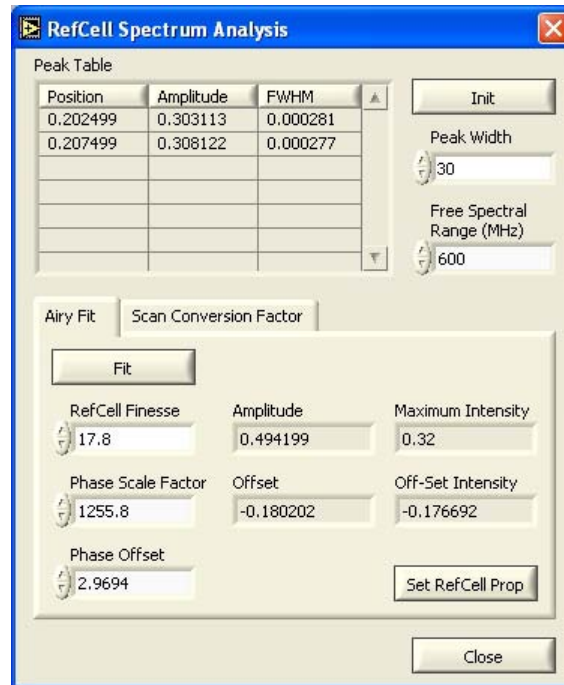 RefCell Spectrum Analysis
Peak Table
Position Amplitude FWHM
0.202499 0.303113 0.000281
0.207499 0.308122 0.000277
Init
Peak Width
30
Free Spectral
Range (MHz)
600
Airy Fit Scan Conversion Factor
Fit
RefCell Finesse Amplitude Maximum Intensity
17.8 0.494199 0.32
Phase Scale Factor Offset Off-Set Intensity
1255.8 -0.180202 -0.176692
Phase Offset
2.9694 Set RefCell Prop
Close